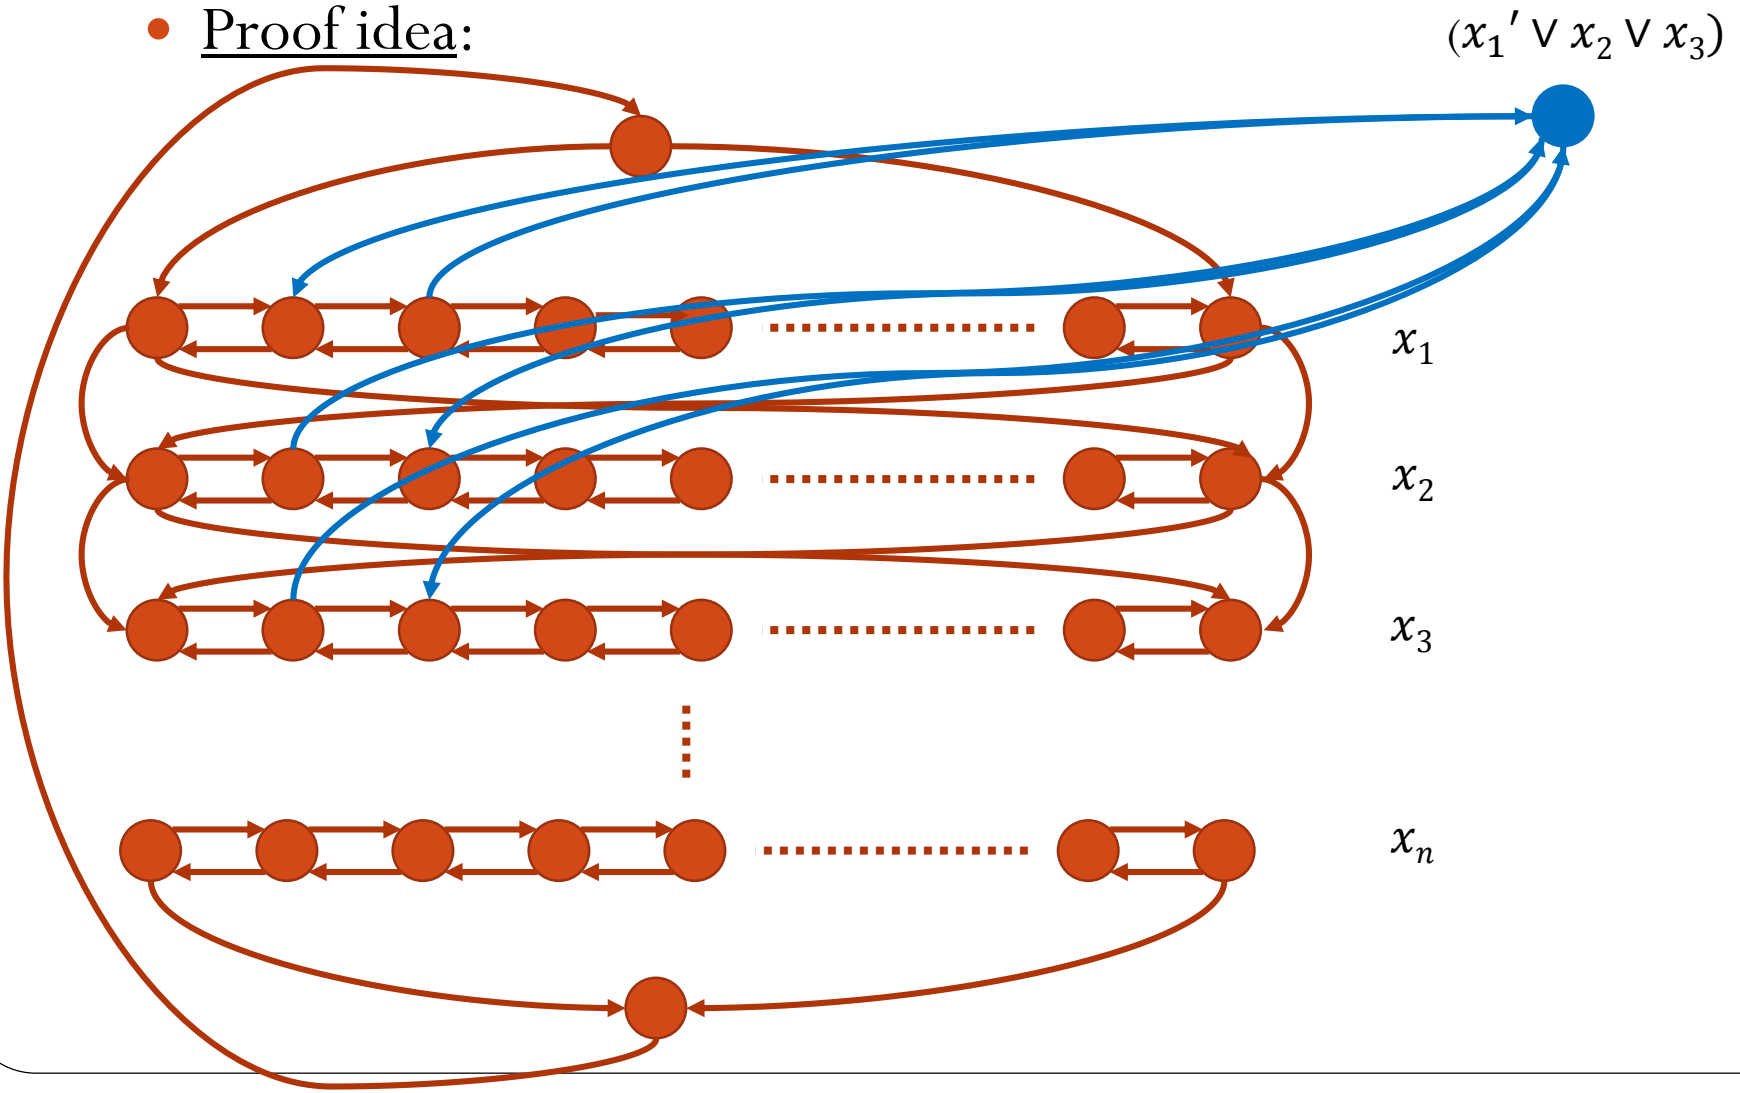 • Proof idea:
(x₁′ ∨ x₂ ∨ x₃)
x₁
x₂
x₃
xₙ